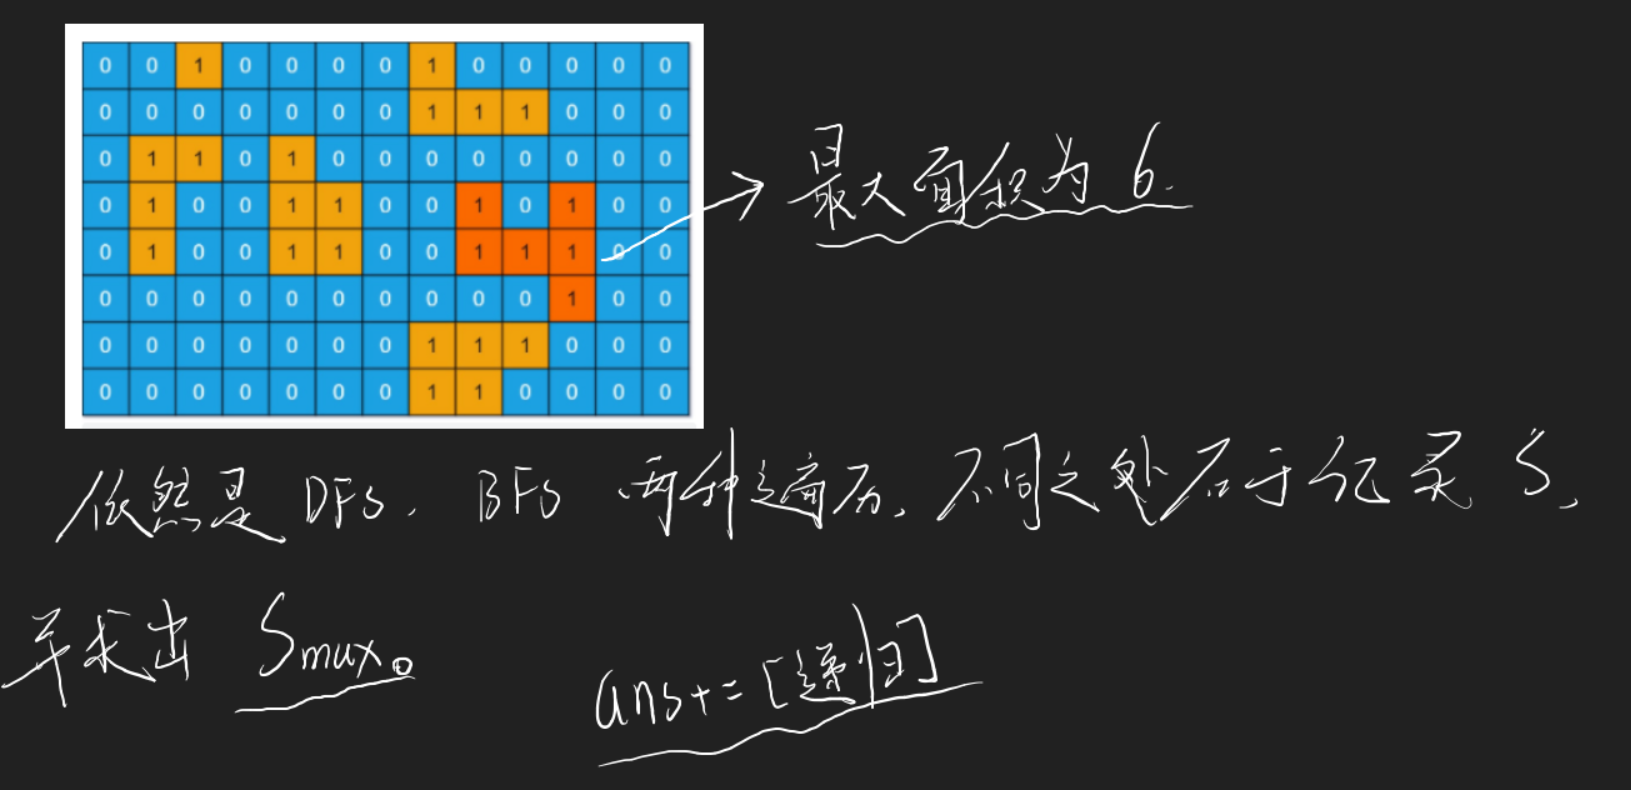 0 0 1 0 0 0 0 1 0 0 0 0 0
0 0 0 0 0 0 0 1 1 1 0 0 0
0 1 1 0 1 0 0 0 0 0 0 0 0
0 1 0 0 1 1 0 0 1 0 1 0 0
0 1 0 0 1 1 0 0 1 1 1 0 0
0 0 0 0 0 0 0 0 0 0 1 0 0
0 0 0 0 0 0 0 1 1 1 0 0 0
0 0 0 0 0 0 0 1 1 0 0 0 0
最大面积为 6.
依然是 DFS. BFS 两种遍历. 不同之处在于记录 S,
并求出 Smax。
ans+=[递归]